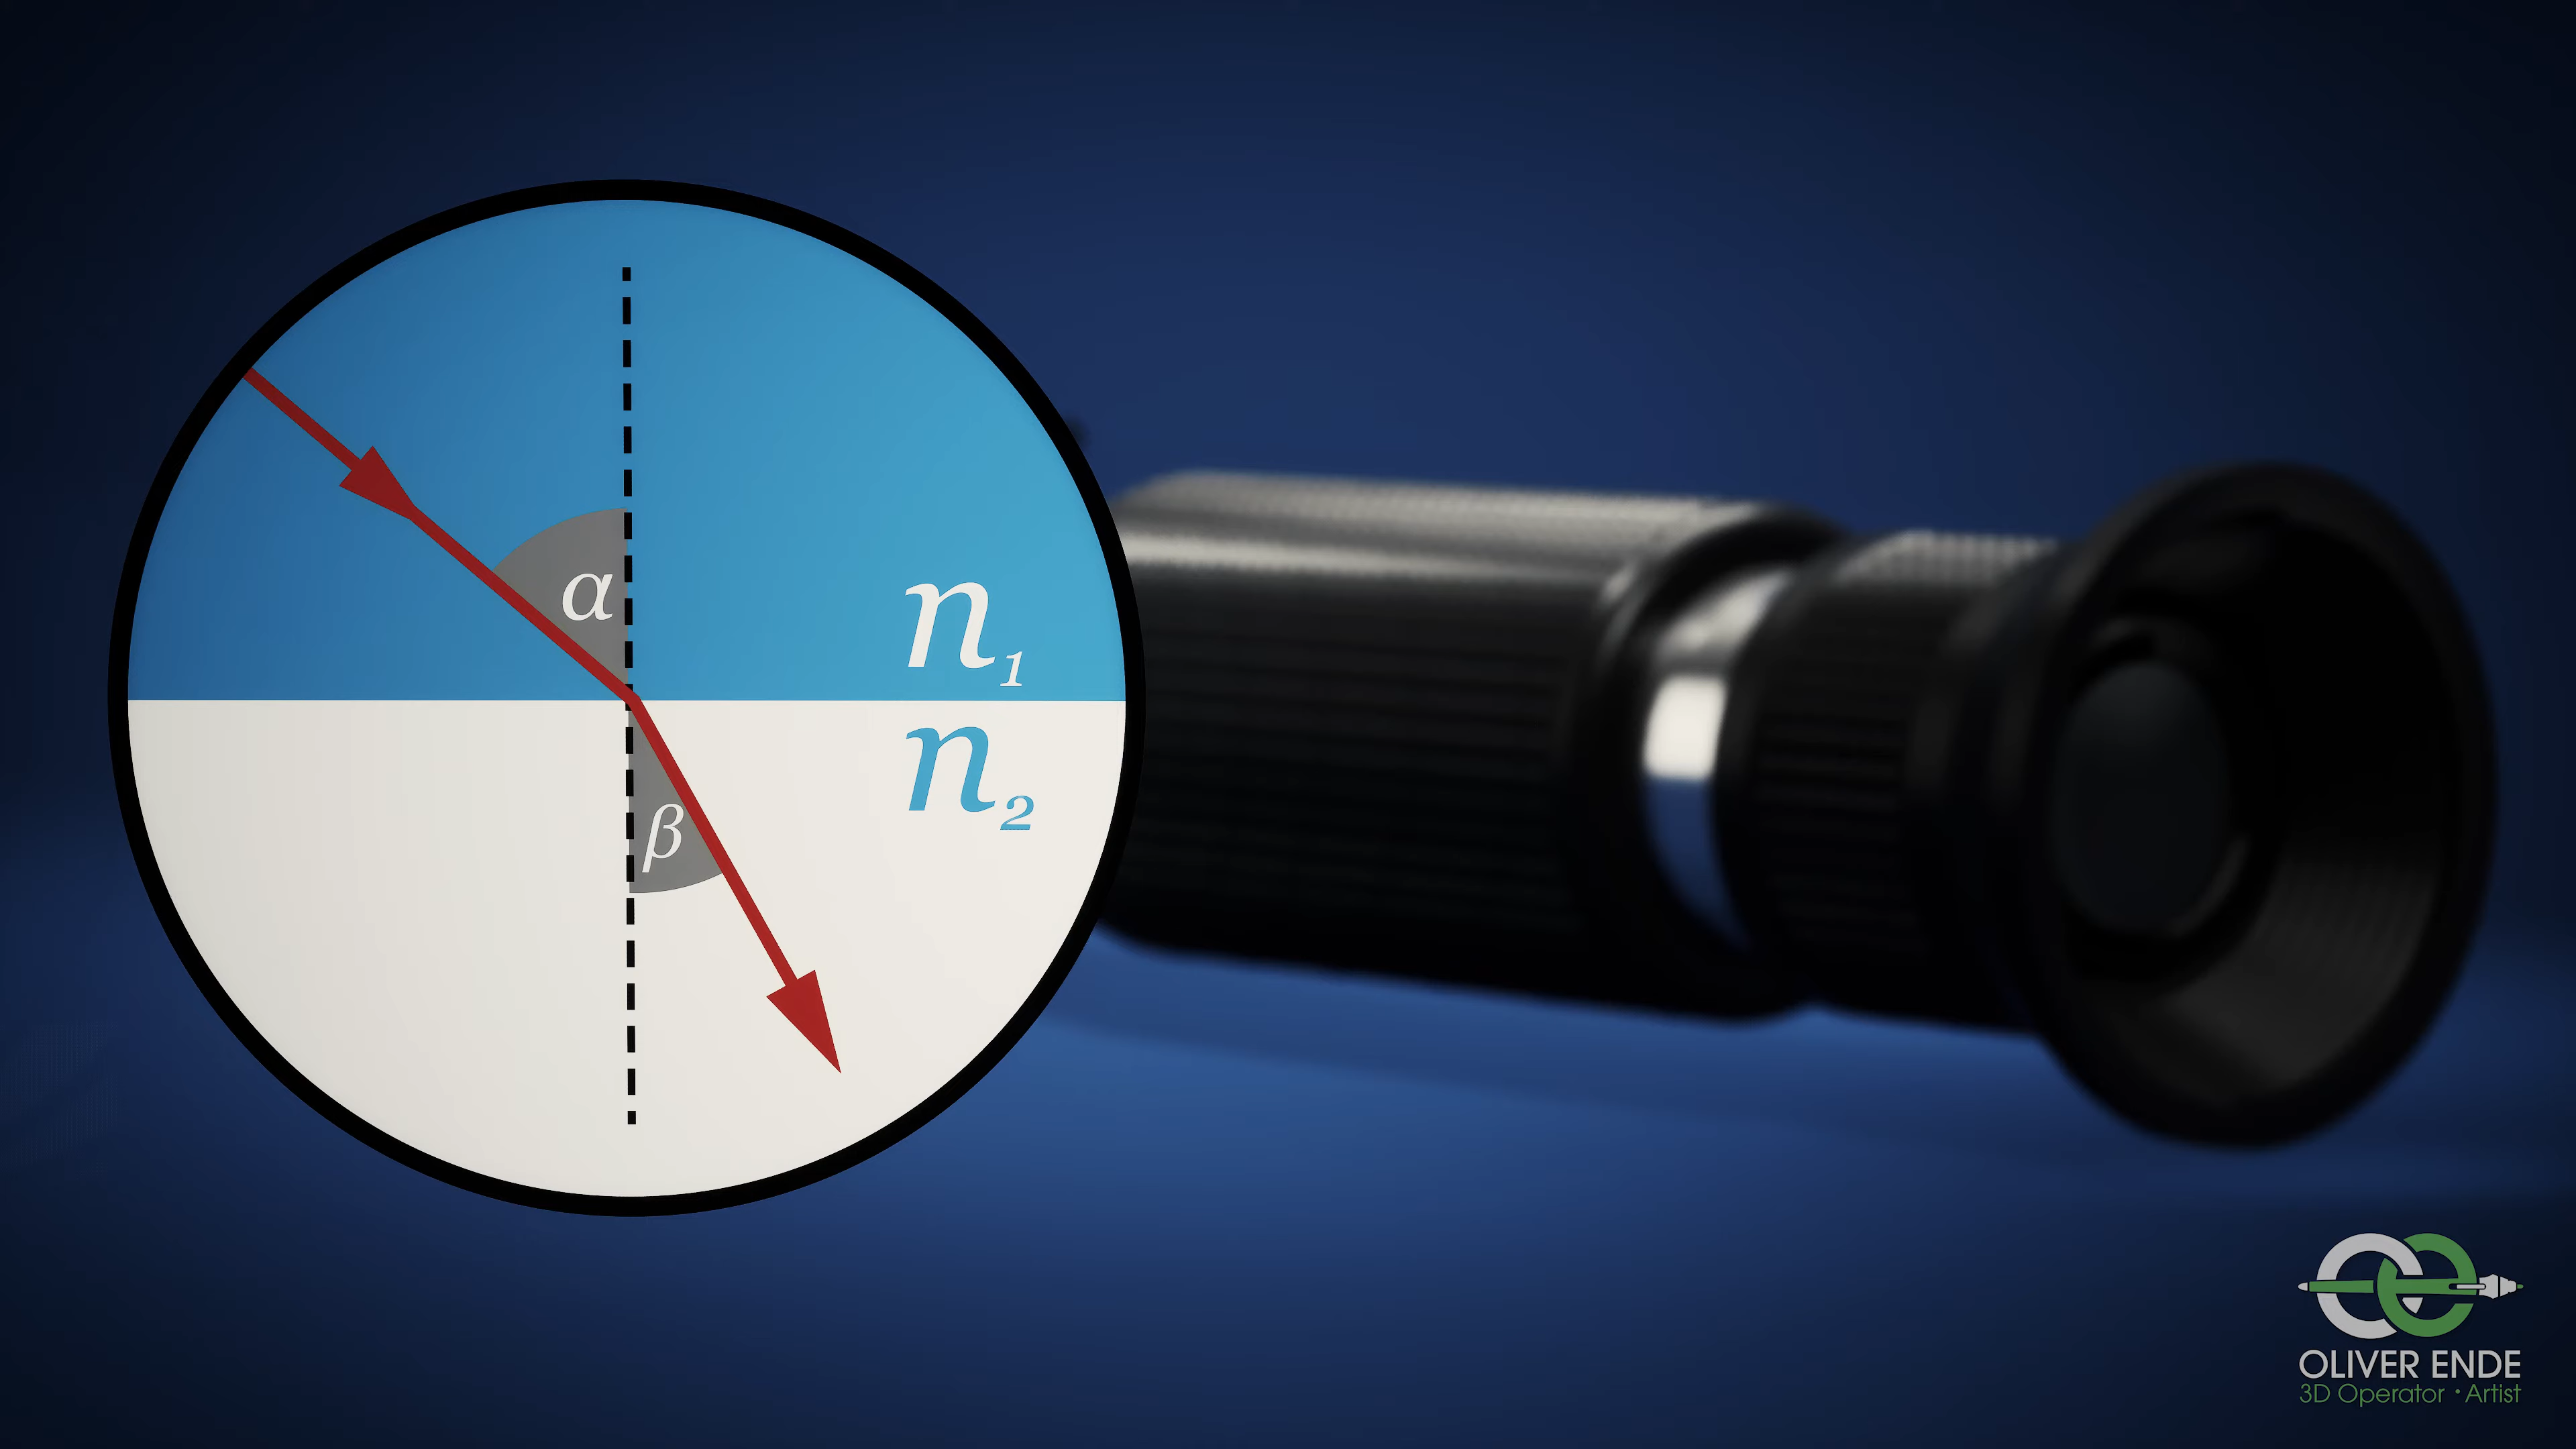 α
n₁
n₂
β
OLIVER ENDE
3D Operator • Artist